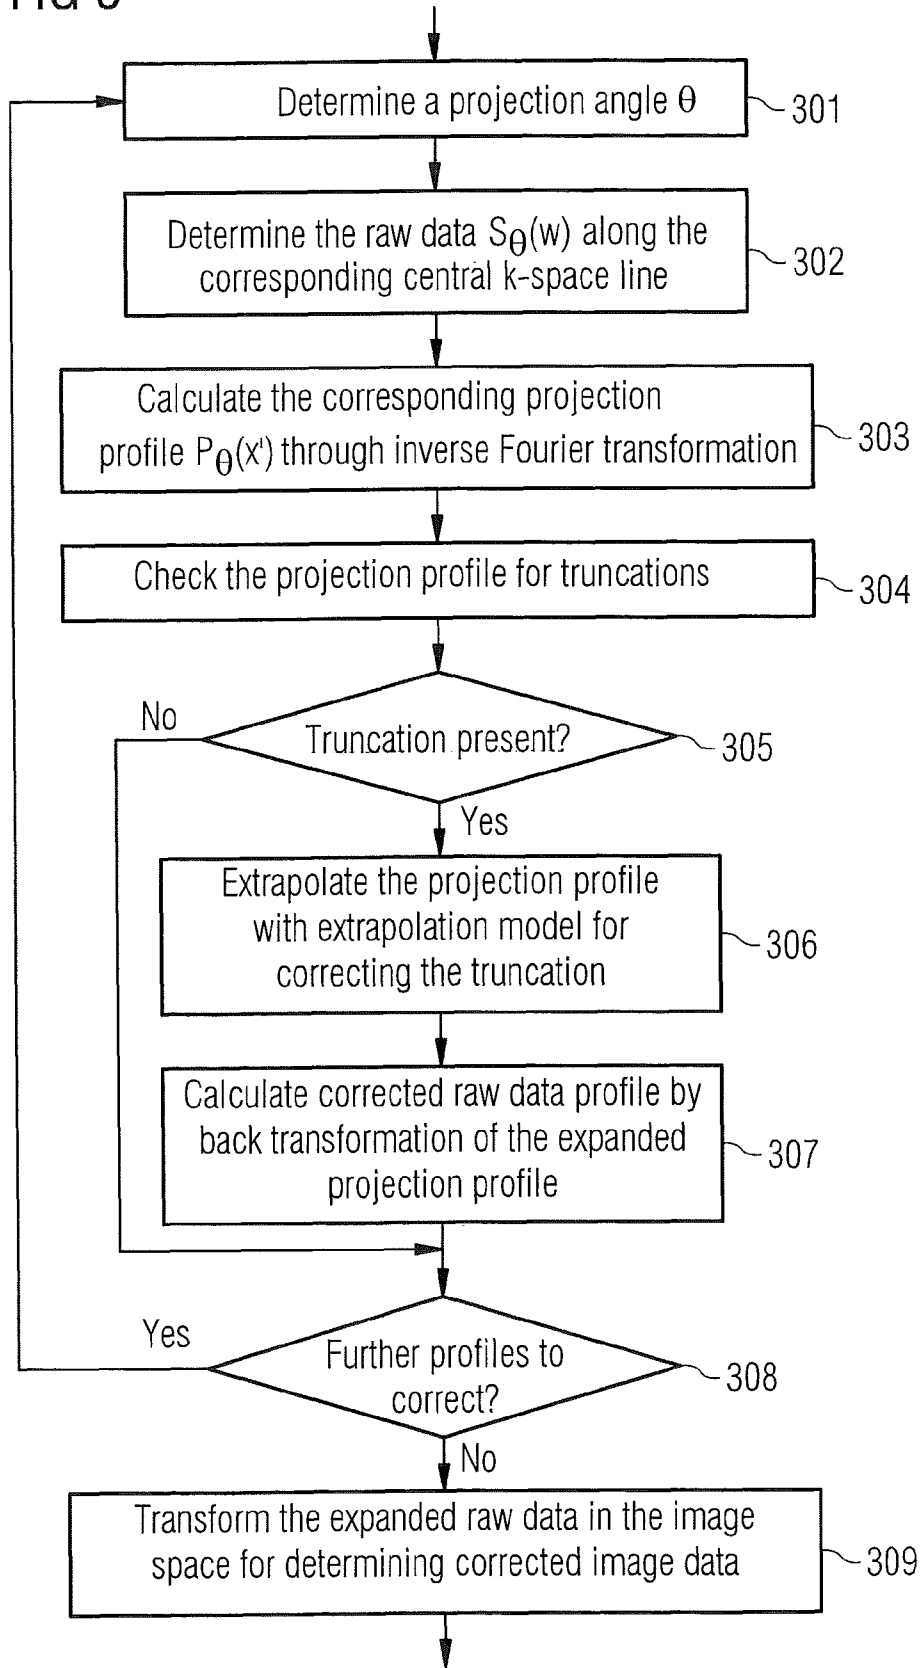 Determine a projection angle θ
301
Determine the raw data Sθ(w) along the
corresponding central k-space line
302
Calculate the corresponding projection
profile Pθ(x') through inverse Fourier transformation
303
Check the projection profile for truncations
304
No
Truncation present?
305
Yes
Extrapolate the projection profile
with extrapolation model for
correcting the truncation
306
Calculate corrected raw data profile by
back transformation of the expanded
projection profile
307
Yes
Further profiles to
correct?
308
No
Transform the expanded raw data in the image
space for determining corrected image data
309